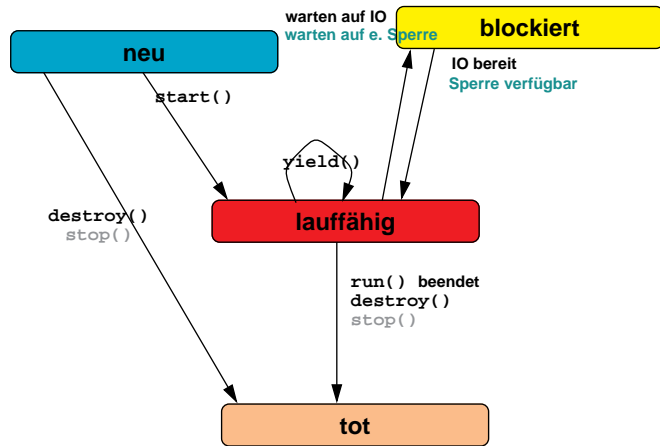 warten auf IO
warten auf e. Sperre
blockiert
neu
IO bereit
Sperre verfügbar
start()
yield()
destroy()
stop()
lauffähig
run() beendet
destroy()
stop()
tot